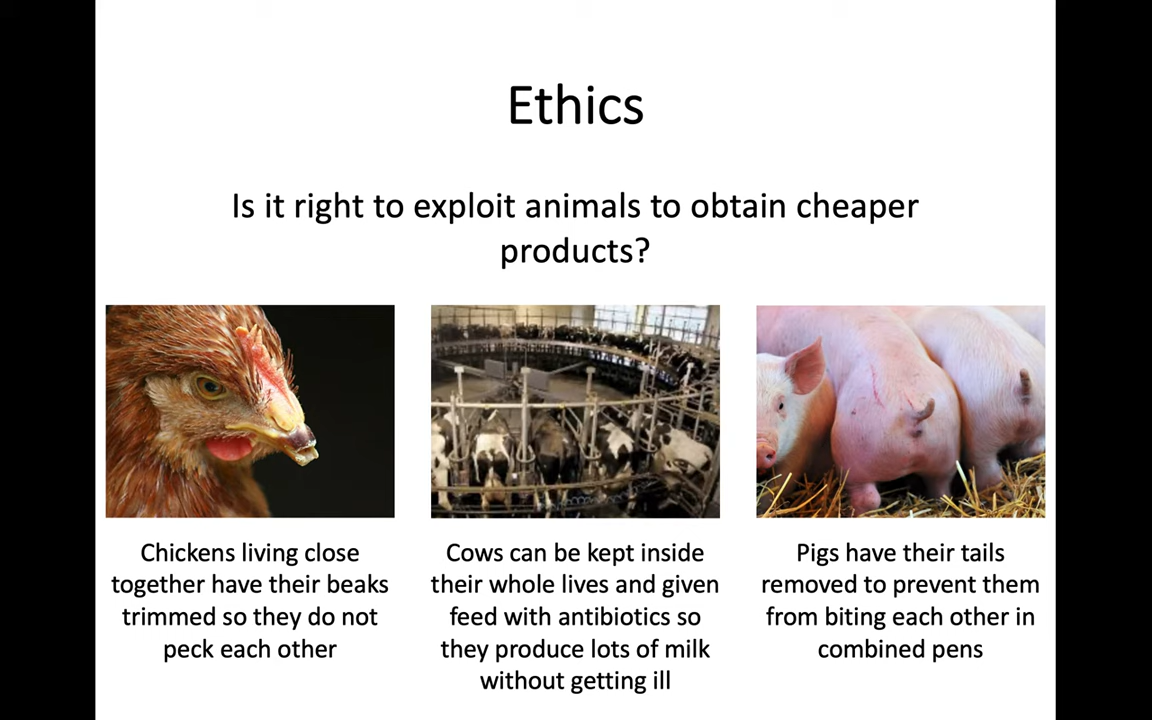 Ethics
Is it right to exploit animals to obtain cheaper
products?
Chickens living close
together have their beaks
trimmed so they do not
peck each other
Cows can be kept inside
their whole lives and given
feed with antibiotics so
they produce lots of milk
without getting ill
Pigs have their tails
removed to prevent them
from biting each other in
combined pens